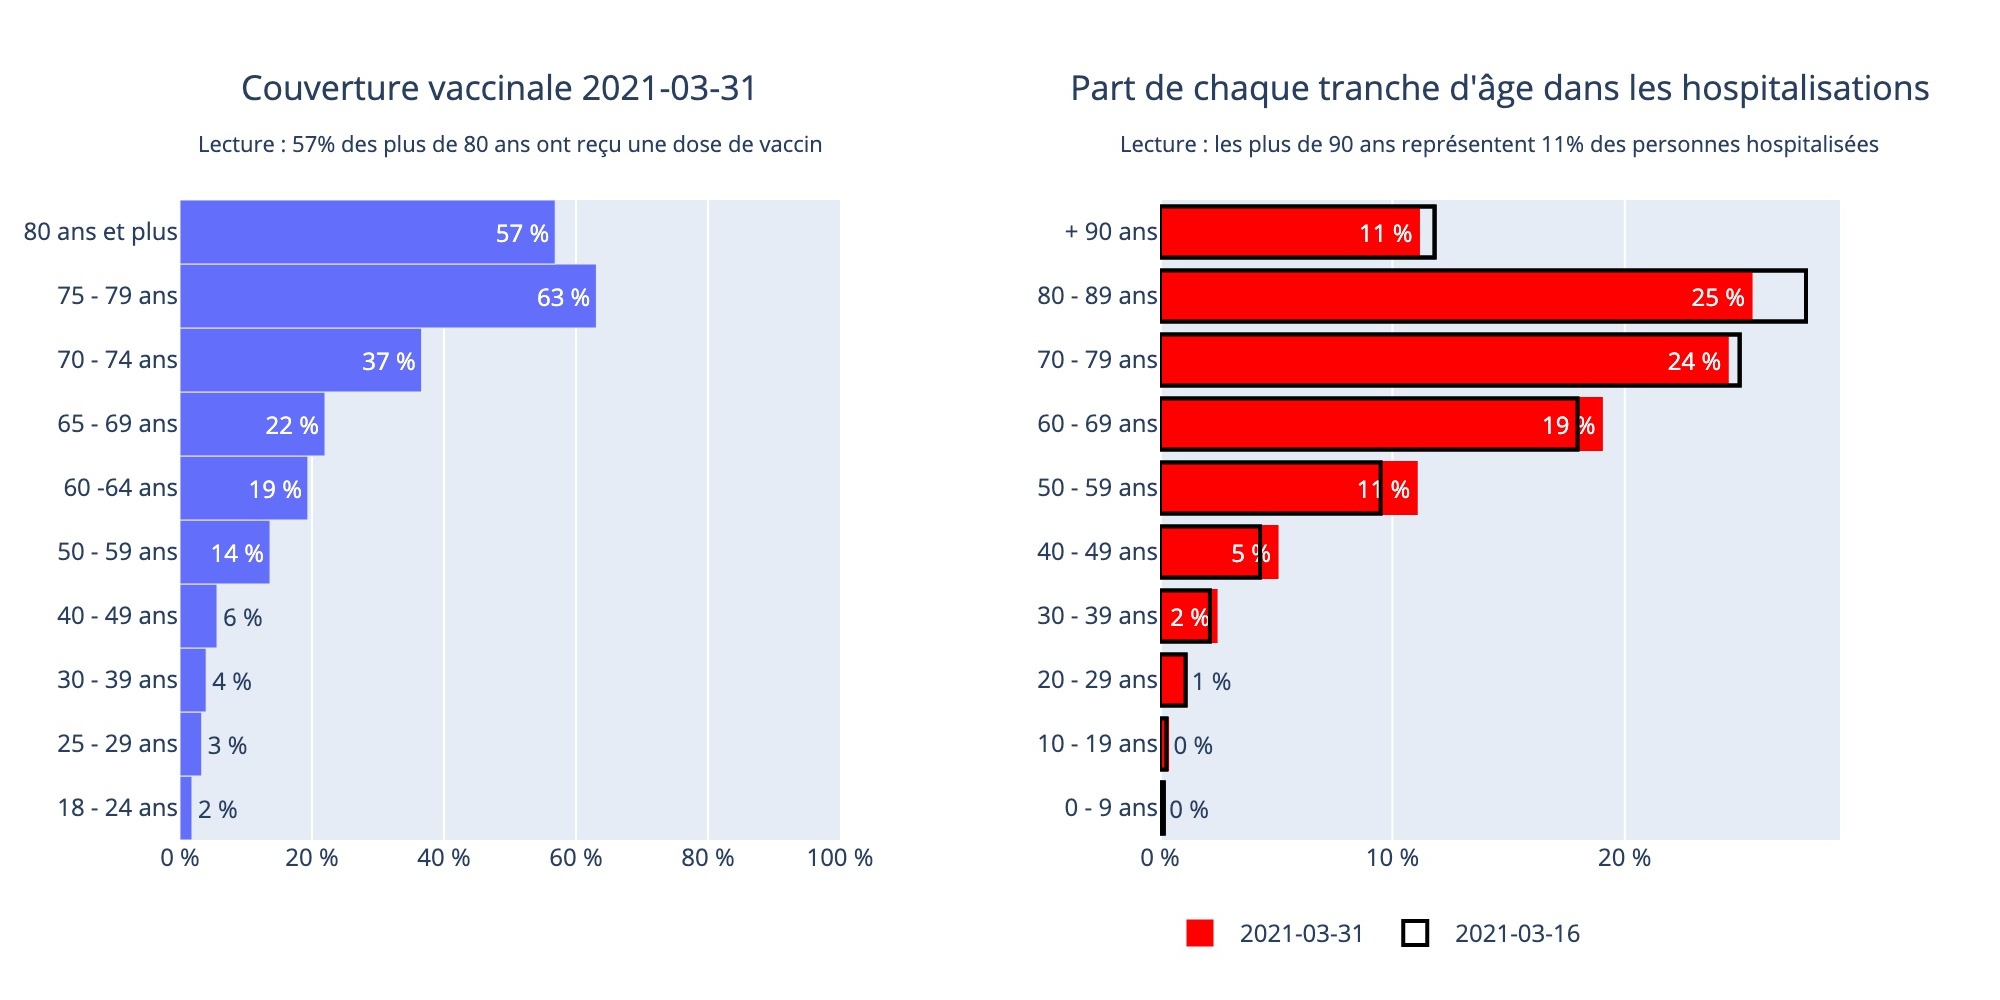 Couverture vaccinale 2021-03-31
Lecture : 57% des plus de 80 ans ont reçu une dose de vaccin
80 ans et plus 57 %
75 - 79 ans 63 %
70 - 74 ans 37 %
65 - 69 ans 22 %
60 -64 ans 19 %
50 - 59 ans 14 %
40 - 49 ans 6 %
30 - 39 ans 4 %
25 - 29 ans 3 %
18 - 24 ans 2 %
0 % 20 % 40 % 60 % 80 % 100 %
Part de chaque tranche d'âge dans les hospitalisations
Lecture : les plus de 90 ans représentent 11% des personnes hospitalisées
+ 90 ans 11 %
80 - 89 ans 25 %
70 - 79 ans 24 %
60 - 69 ans 19 %
50 - 59 ans 11 %
40 - 49 ans 5 %
30 - 39 ans 2 %
20 - 29 ans 1 %
10 - 19 ans 0 %
0 - 9 ans 0 %
0 % 10 % 20 %
2021-03-31 2021-03-16